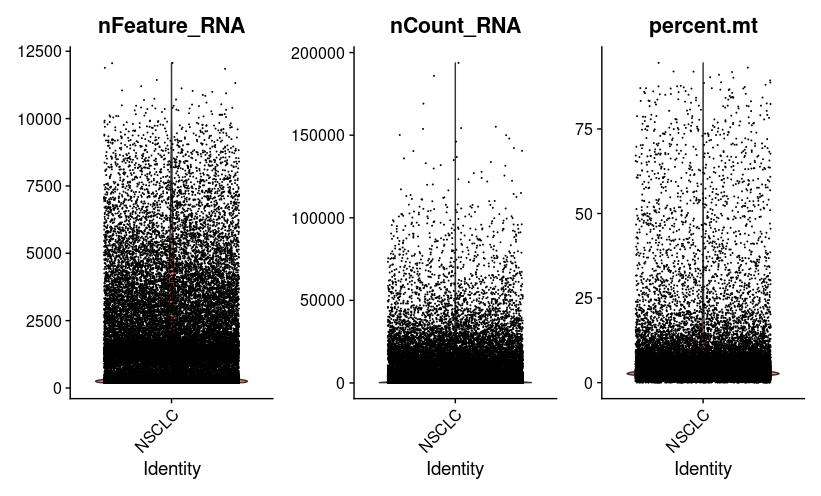 nFeature_RNA
12500
10000
7500
5000
2500
0
NSCLC
Identity
nCount_RNA
200000
150000
100000
50000
0
NSCLC
Identity
percent.mt
75
50
25
0
NSCLC
Identity